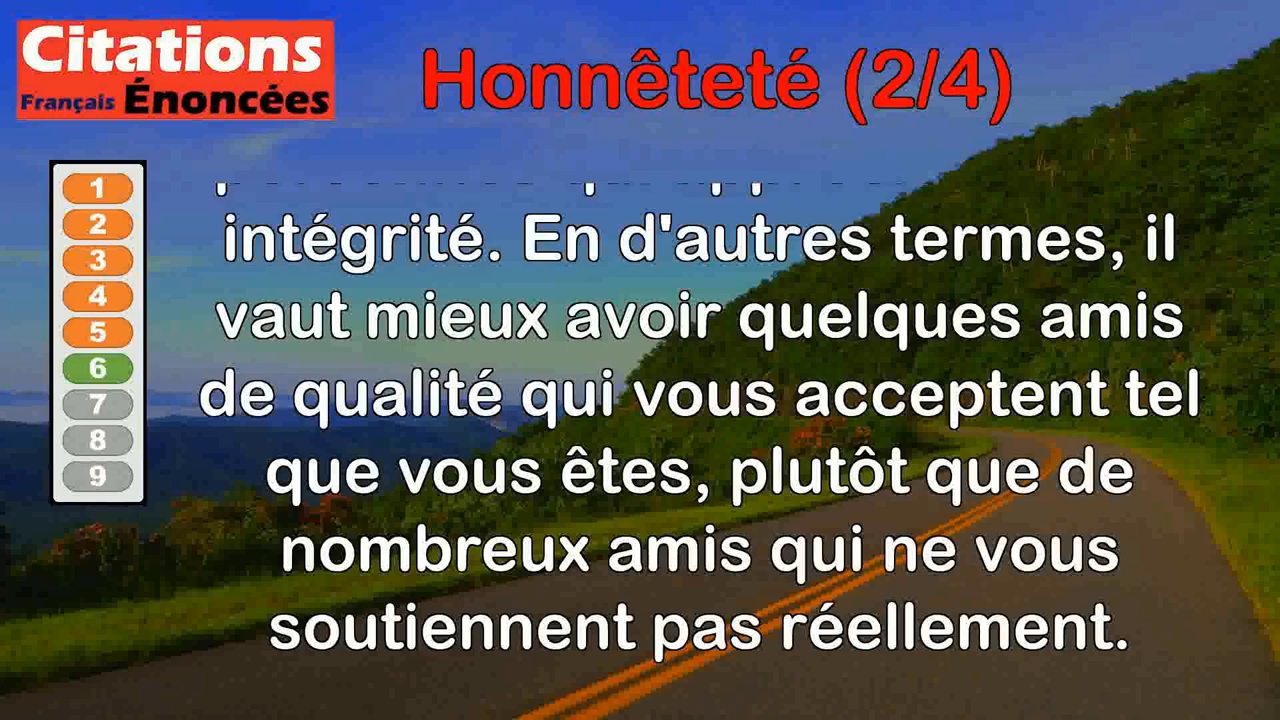 Citations
Français Énoncées
Honnêteté (2/4)
1
2
3
4
5
6
7
8
9
intégrité. En d'autres termes, il
vaut mieux avoir quelques amis
de qualité qui vous acceptent tel
que vous êtes, plutôt que de
nombreux amis qui ne vous
soutiennent pas réellement.